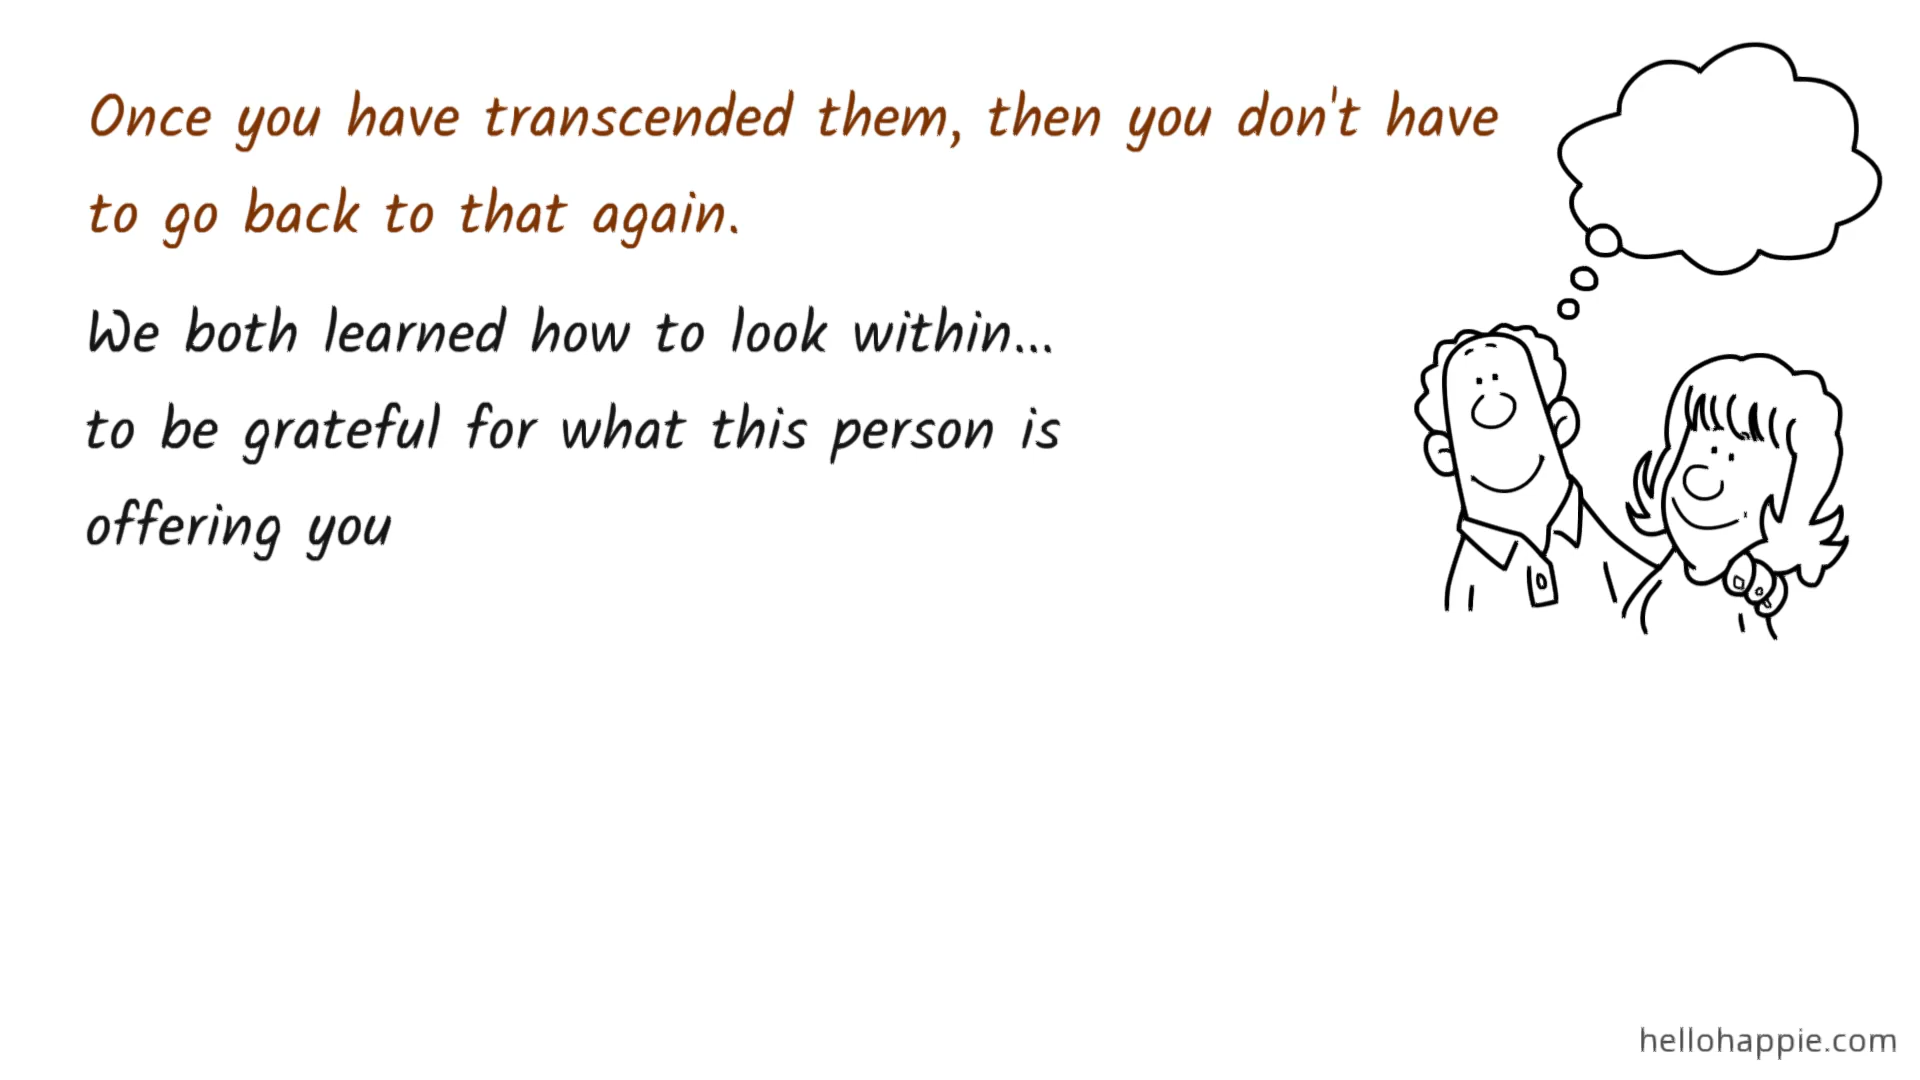 Once you have transcended them, then you don't have
to go back to that again.
We both learned how to look within...
to be grateful for what this person is
offering you
hellohappie.com